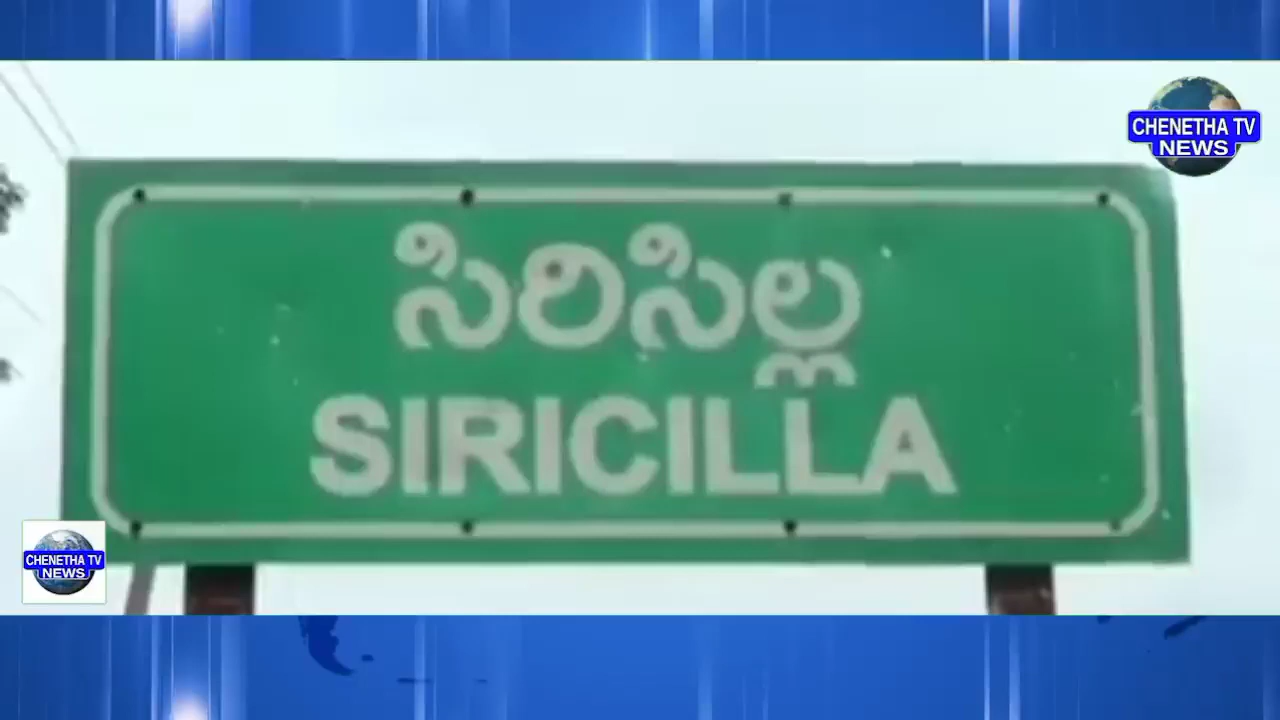 CHENETHA TV
NEWS
సిరిసిల్ల
SIRICILLA
CHENETHA TV
NEWS